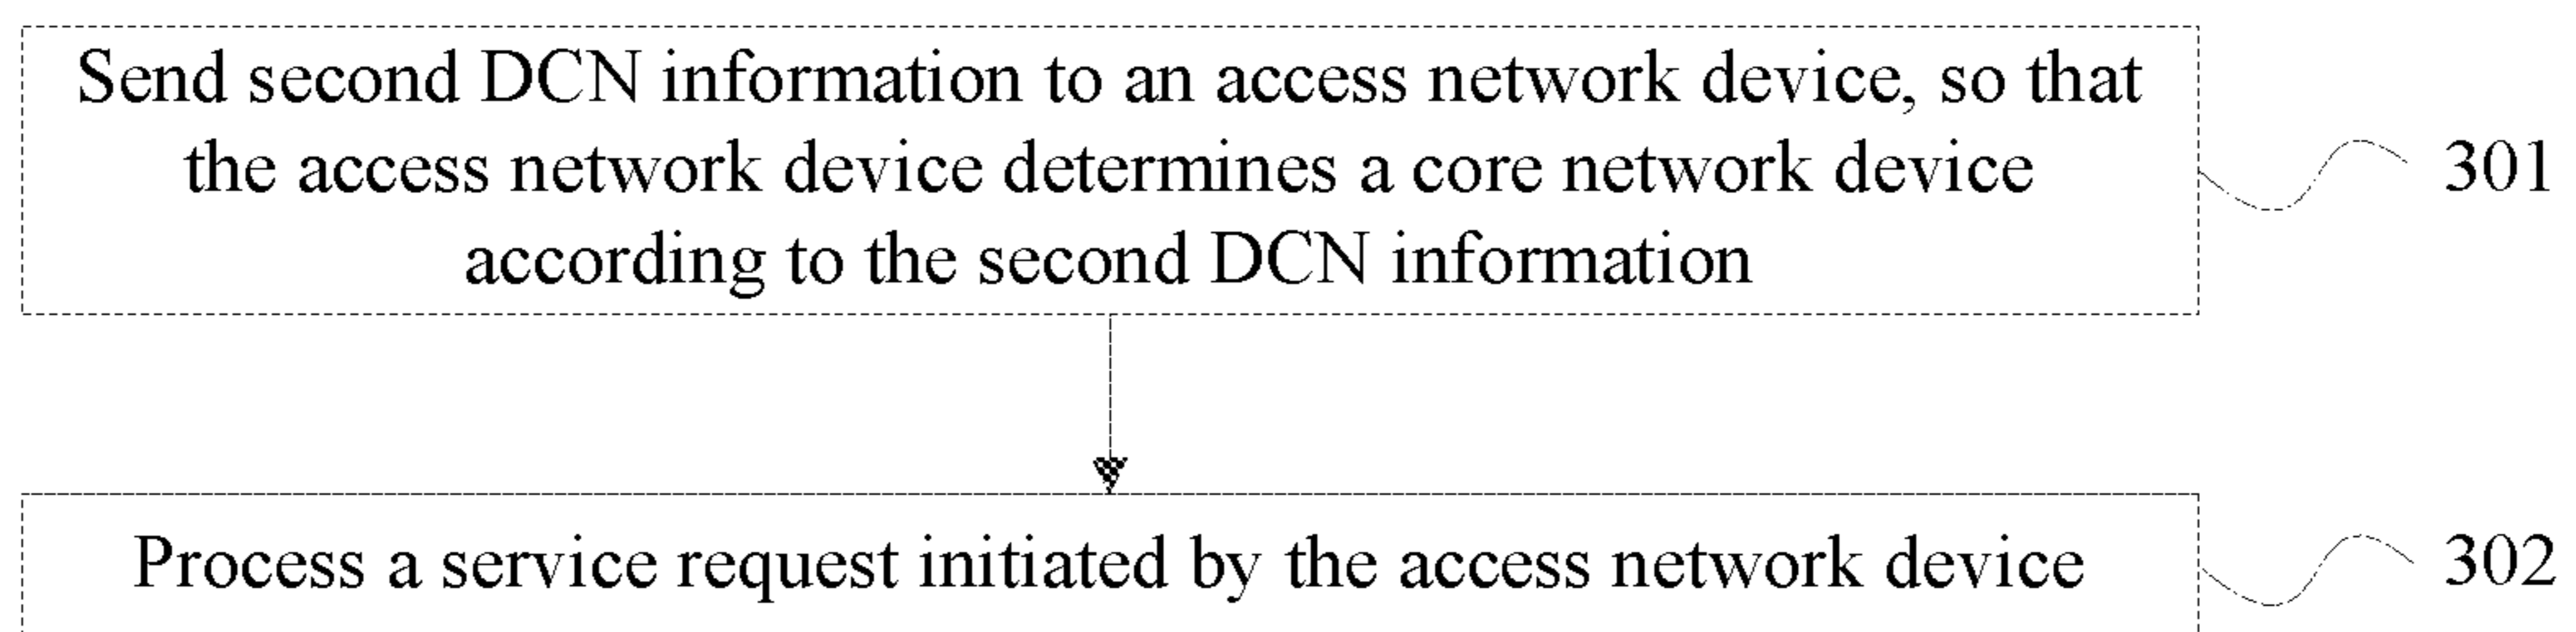 Send second DCN information to an access network device, so that
the access network device determines a core network device
according to the second DCN information
301
Process a service request initiated by the access network device
302